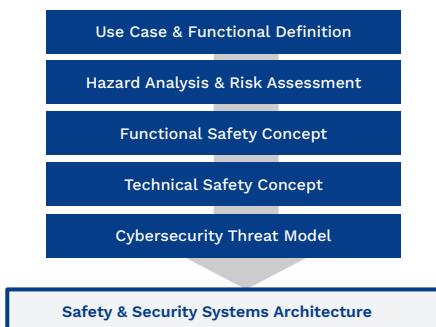 Use Case & Functional Definition
Hazard Analysis & Risk Assessment
Functional Safety Concept
Technical Safety Concept
Cybersecurity Threat Model
Safety & Security Systems Architecture